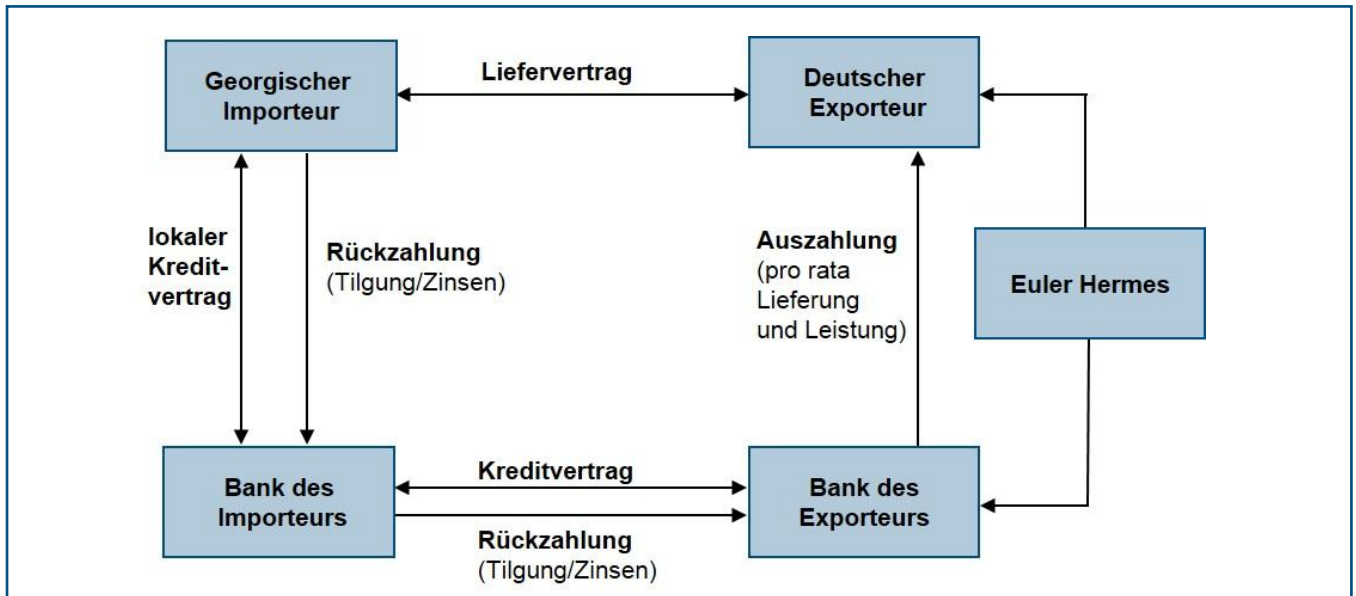 Georgischer
Importeur
Liefervertrag
Deutscher
Exporteur
lokaler
Kredit-
vertrag
Rückzahlung
(Tilgung/Zinsen)
Auszahlung
(pro rata
Lieferung
und Leistung)
Euler Hermes
Bank des
Importeurs
Kreditvertrag
Rückzahlung
(Tilgung/Zinsen)
Bank des
Exporteurs